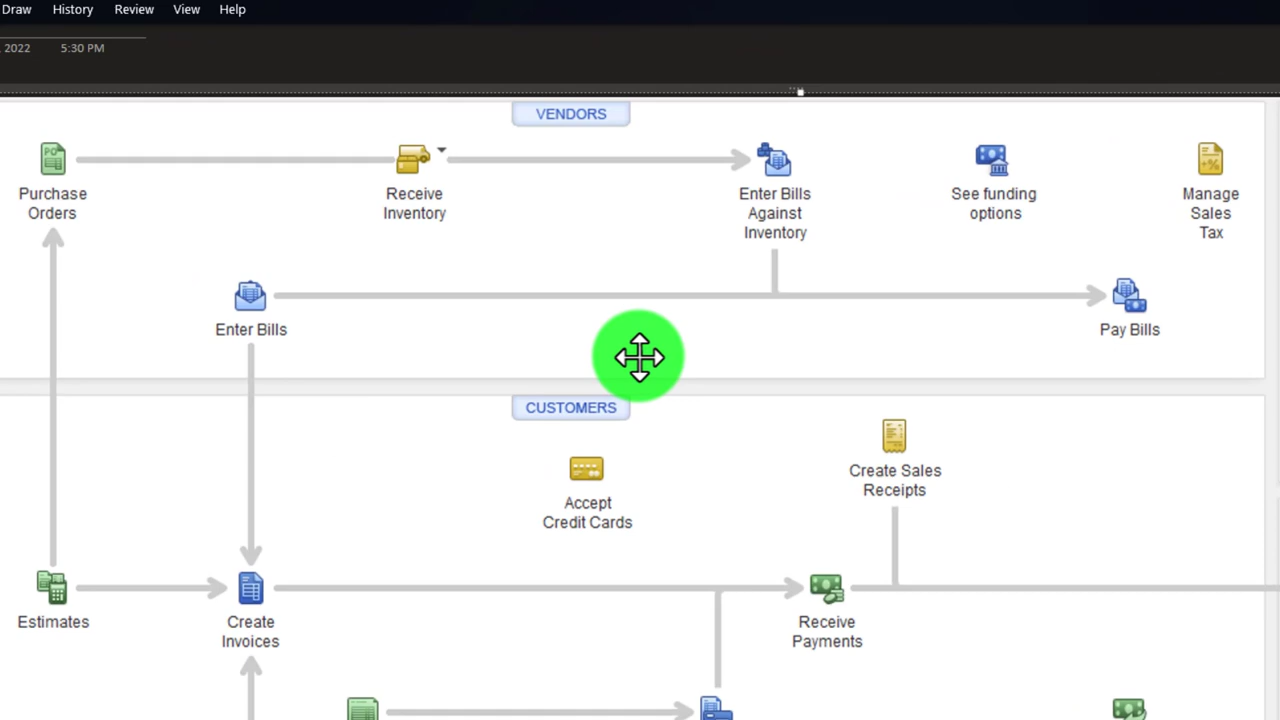 Draw History Review View Help
, 2022 5:30 PM
VENDORS
PO
+%
Purchase
Orders
Receive
Inventory
Enter Bills
Against
Inventory
See funding
options
Manage
Sales
Tax
Enter Bills
Pay Bills
CUSTOMERS
Accept
Credit Cards
Create Sales
Receipts
Estimates
Create
Invoices
Receive
Payments